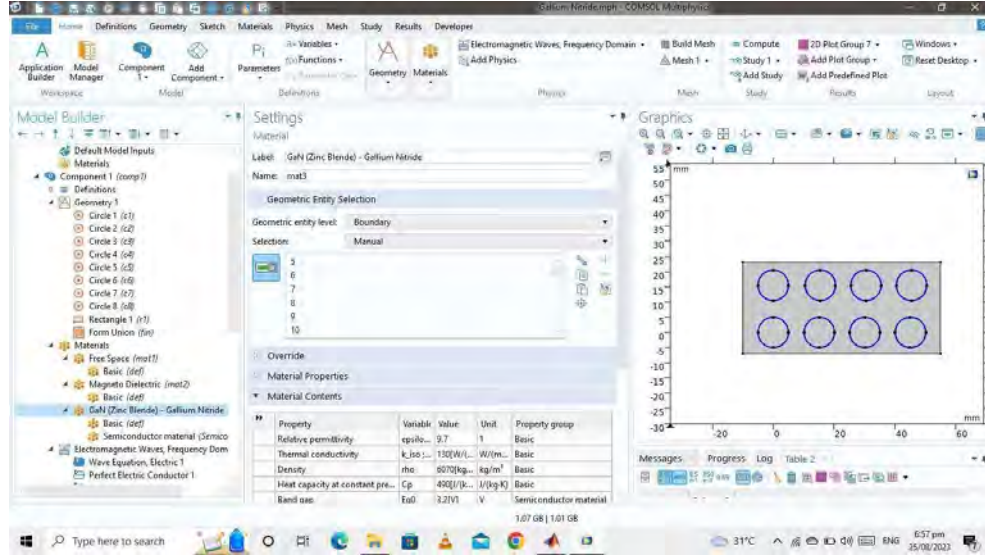 Gallium Neride.mph - COMSOL Multiphysics
File Home Definitions Geometry Sketch Materials Physics Mesh Study Results Developer
Application Builder
Model Manager
Component 1
Add Component
Parameters
Variables
Functions
Geometry
Materials
Electromagnetic Waves, Frequency Domain
Add Physics
Build Mesh
Mesh 1
Compute
Study 1
Add Study
2D Plot Group 7
Add Plot Group
Add Predefined Plot
Windows
Reset Desktop
Workspace Model Definitions Physics Mesh Study Results Layout
Model Builder
Default Model Inputs
Materials
Component 1 (comp1)
Definitions
Geometry 1
Circle 1 (c1)
Circle 2 (c2)
Circle 3 (c3)
Circle 4 (c4)
Circle 5 (c5)
Circle 6 (c6)
Circle 7 (c7)
Circle 8 (c8)
Rectangle 1 (r1)
Form Union (fin)
Materials
Free Space (mat1)
Basic (def)
Magneto Dielectric (mat2)
Basic (def)
GaN (Zinc Blende) - Gallium Nitride
Basic (def)
Semiconductor material (Semico
Electromagnetic Waves, Frequency Dom
Wave Equation, Electric 1
Perfect Electric Conductor 1
Settings
Material
Label: GaN (Zinc Blende) - Gallium Nitride
Name: mat3
Geometric Entity Selection
Geometric entity level: Boundary
Selection: Manual
5
6
7
8
9
10
Override
Material Properties
Material Contents
Property Variable Value Unit Property group
Relative permittivity epsilo... 9.7 1 Basic
Thermal conductivity k_iso ;... 130[W/(... W/(m... Basic
Density rho 6070[kg... kg/m³ Basic
Heat capacity at constant pre... Cp 490[J/(k... J/(kg·K) Basic
Band gap Eg0 3.2[V] V Semiconductor material
Graphics
mm
55
50
45
40
35
30
25
20
15
10
5
0
-5
-10
-15
-20
-25
-30
-20 0 20 40 60
mm
Messages Progress Log Table 2
1.07 GB | 1.01 GB
Type here to search
31°C
ENG
6:57 pm
25/08/2023